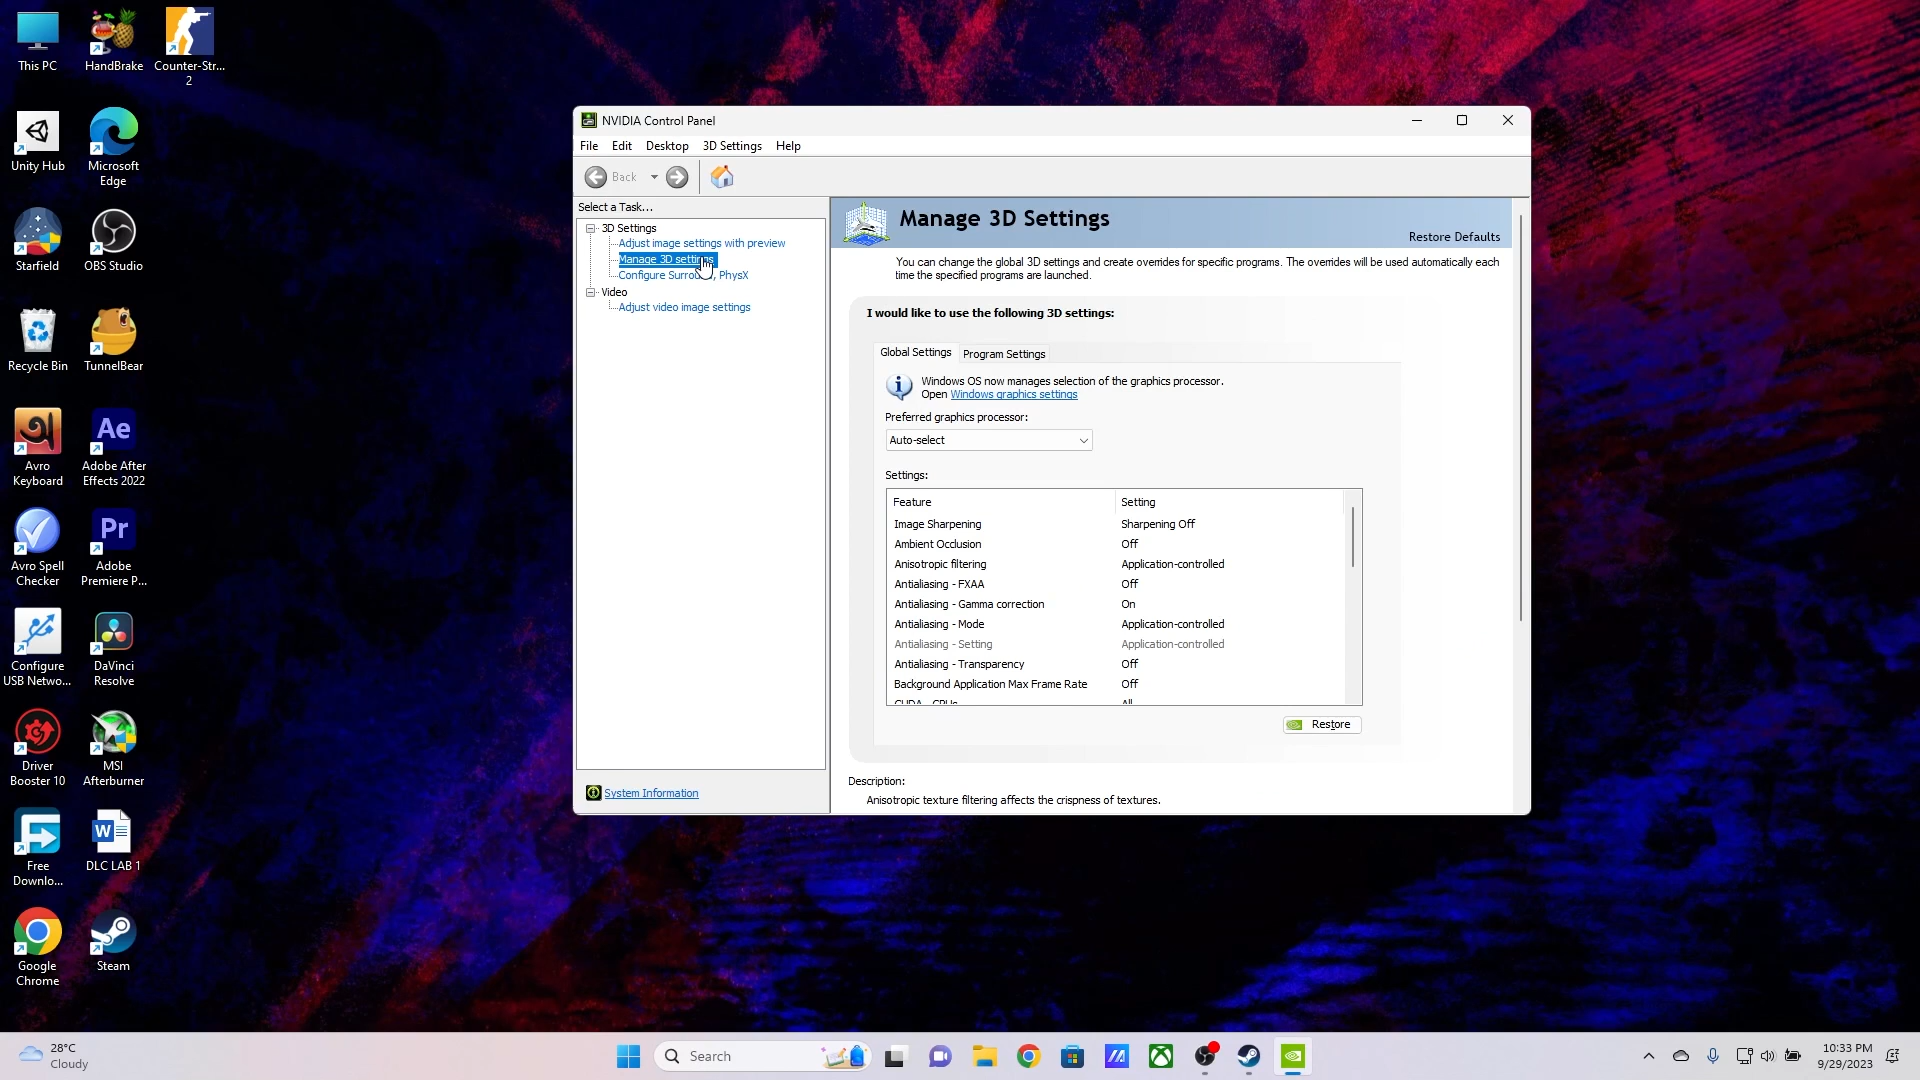 This PC
HandBrake
Counter-Str...
2
Unity Hub
Microsoft
Edge
Starfield
OBS Studio
Recycle Bin
TunnelBear
Avro
Keyboard
Ae
Adobe After
Effects 2022
Avro Spell
Checker
Pr
Adobe
Premiere P...
Configure
USB Netwo...
DaVinci
Resolve
Driver
Booster 10
MSI
Afterburner
Free
Downlo...
W
DLC LAB 1
Google
Chrome
Steam
NVIDIA Control Panel
File Edit Desktop 3D Settings Help
Back
Select a Task...
3D Settings
Adjust image settings with preview
Manage 3D settings
Configure Surround, PhysX
Video
Adjust video image settings
System Information
Manage 3D Settings
Restore Defaults
You can change the global 3D settings and create overrides for specific programs. The overrides will be used automatically each
time the specified programs are launched.
I would like to use the following 3D settings:
Global Settings Program Settings
Windows OS now manages selection of the graphics processor.
Open Windows graphics settings
Preferred graphics processor:
Auto-select
Settings:
Feature Setting
Image Sharpening Sharpening Off
Ambient Occlusion Off
Anisotropic filtering Application-controlled
Antialiasing - FXAA Off
Antialiasing - Gamma correction On
Antialiasing - Mode Application-controlled
Antialiasing - Setting Application-controlled
Antialiasing - Transparency Off
Background Application Max Frame Rate Off
CUDA - GPUs All
Restore
Description:
Anisotropic texture filtering affects the crispness of textures.
28°C
Cloudy
Search
10:33 PM
9/29/2023